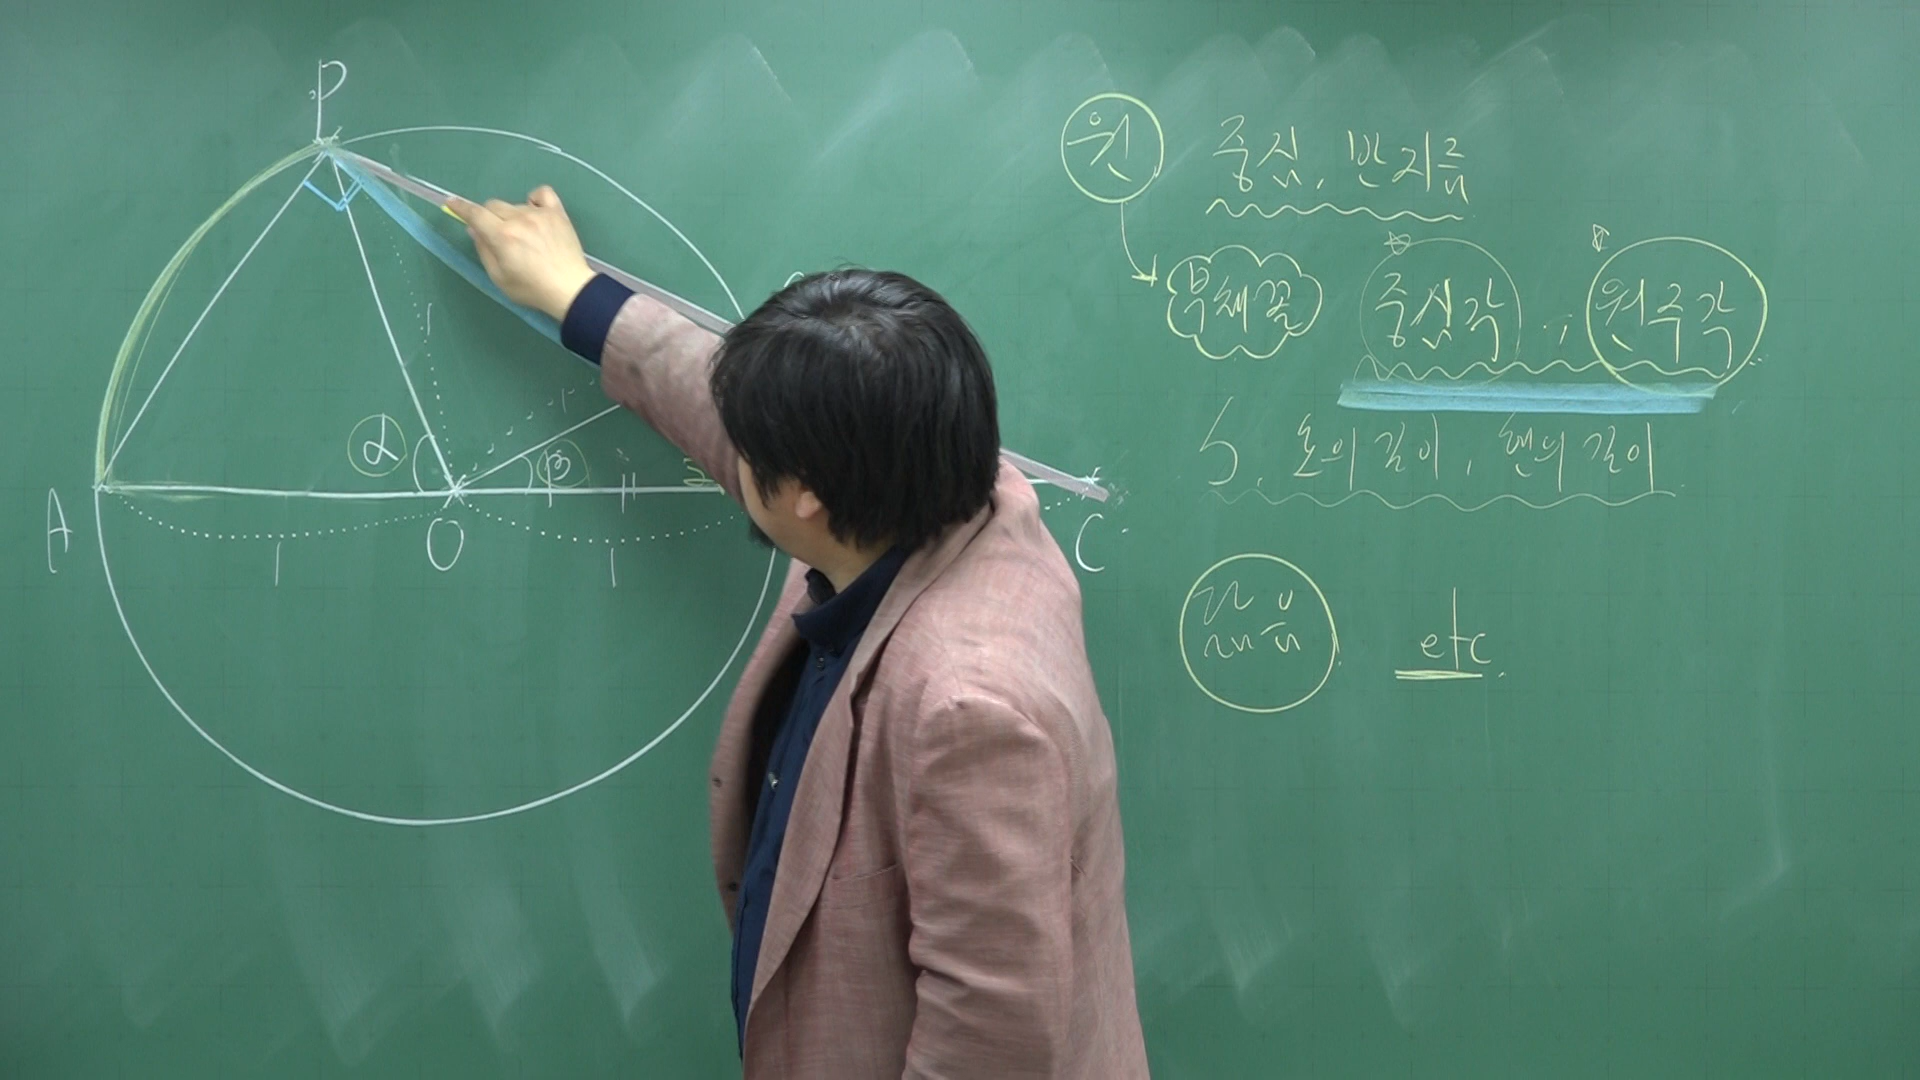 P
α
β
A
O
C
1
1
원 중심, 반지름
부채꼴 중심각, 원주각
S, 호의 길이, 현의 길이
etc